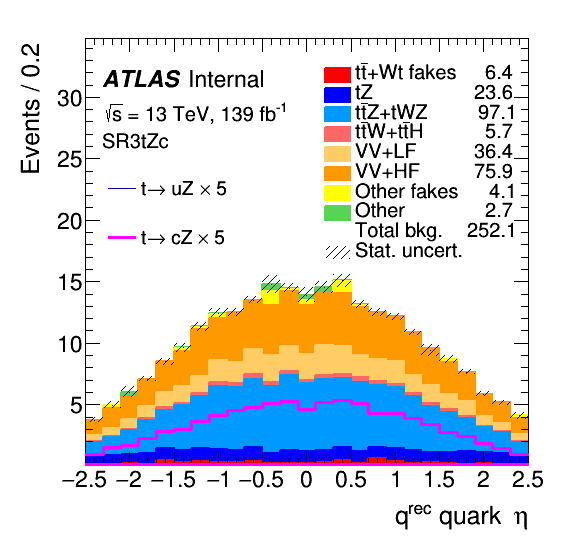 Events / 0.2
ATLAS Internal
√s = 13 TeV, 139 fb⁻¹
SR3tZc
t→ uZ × 5
t→ cZ × 5
tt̄+Wt fakes 6.4
tZ 23.6
tt̄Z+tWZ 97.1
tt̄W+tt̄H 5.7
VV+LF 36.4
VV+HF 75.9
Other fakes 4.1
Other 2.7
Total bkg. 252.1
Stat. uncert.
30
25
20
15
10
5
−2.5 −2 −1.5 −1 −0.5 0 0.5 1 1.5 2 2.5
qʳᵉᶜ quark η